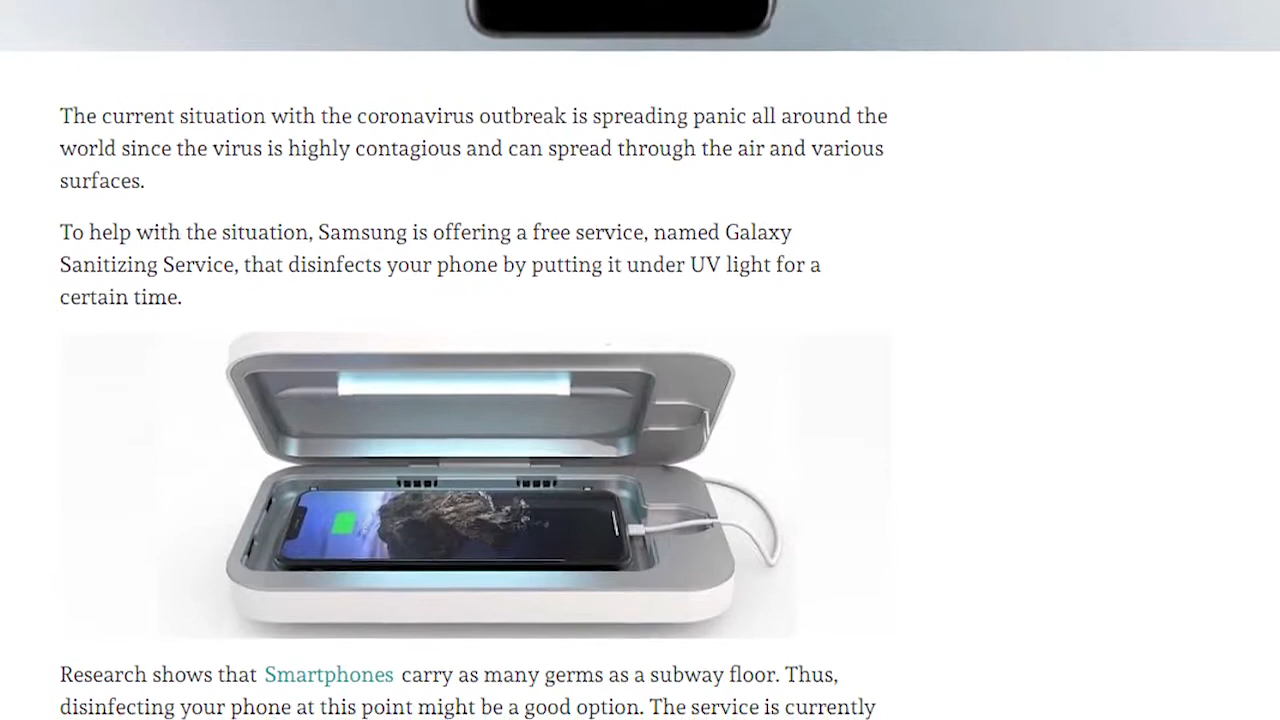 The current situation with the coronavirus outbreak is spreading panic all around the
world since the virus is highly contagious and can spread through the air and various
surfaces.
To help with the situation, Samsung is offering a free service, named Galaxy
Sanitizing Service, that disinfects your phone by putting it under UV light for a
certain time.
Research shows that Smartphones carry as many germs as a subway floor. Thus,
disinfecting your phone at this point might be a good option. The service is currently